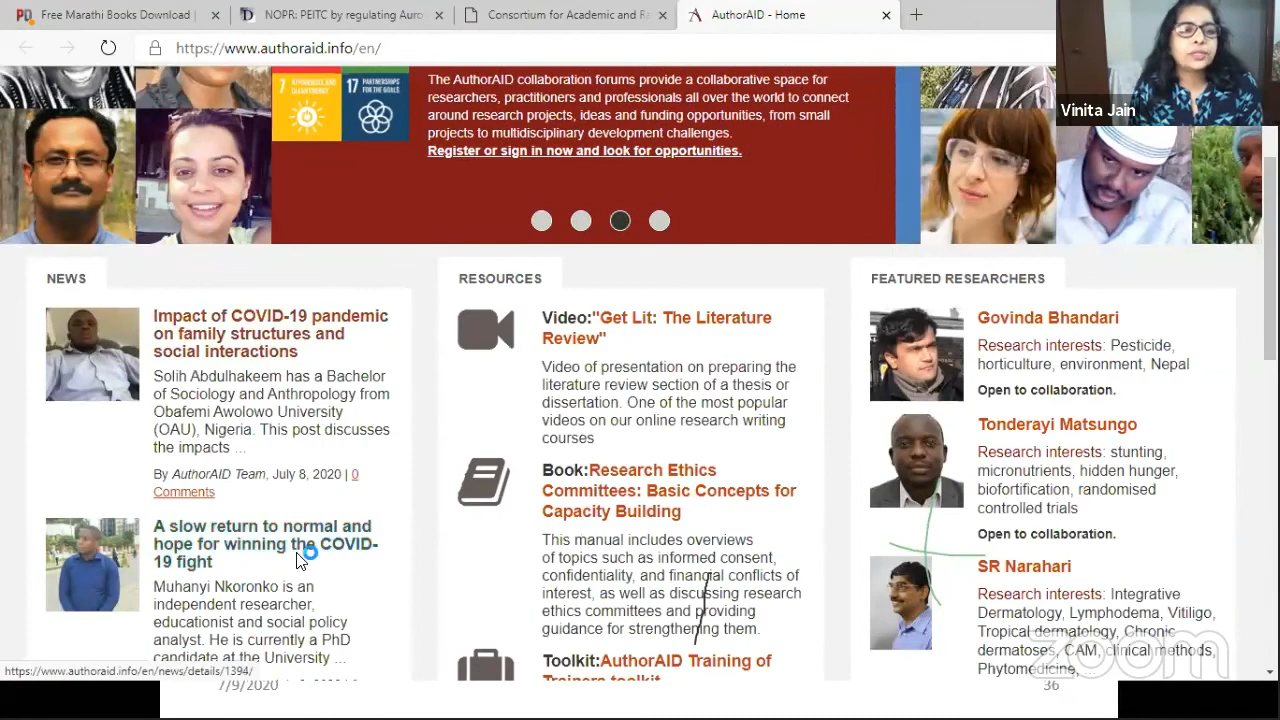 Free Marathi Books Download |
NOPR: PEITC by regulating Auro
Consortium for Academic and Re
AuthorAID - Home
https://www.authoraid.info/en/
Vinita Jain
7
17 PARTNERSHIPS FOR THE GOALS
The AuthorAID collaboration forums provide a collaborative space for
researchers, practitioners and professionals all over the world to connect
around research projects, ideas and funding opportunities, from small
projects to multidisciplinary development challenges.
Register or sign in now and look for opportunities.
NEWS
Impact of COVID-19 pandemic
on family structures and
social interactions
Solih Abdulhakeem has a Bachelor
of Sociology and Anthropology from
Obafemi Awolowo University
(OAU), Nigeria. This post discusses
the impacts ...
By AuthorAID Team, July 8, 2020 | 0
Comments
A slow return to normal and
hope for winning the COVID-
19 fight
Muhanyi Nkoronko is an
independent researcher,
educationist and social policy
analyst. He is currently a PhD
candidate at the University ...
RESOURCES
Video:"Get Lit: The Literature
Review"
Video of presentation on preparing the
literature review section of a thesis or
dissertation. One of the most popular
videos on our online research writing
courses
Book:Research Ethics
Committees: Basic Concepts for
Capacity Building
This manual includes overviews
of topics such as informed consent,
confidentiality, and financial conflicts of
interest, as well as discussing research
ethics committees and providing
guidance for strengthening them.
Toolkit:AuthorAID Training of
Trainers toolkit
FEATURED RESEARCHERS
Govinda Bhandari
Research interests: Pesticide,
horticulture, environment, Nepal
Open to collaboration.
Tonderayi Matsungo
Research interests: stunting,
micronutrients, hidden hunger,
biofortification, randomised
controlled trials
Open to collaboration.
SR Narahari
Research interests: Integrative
Dermatology, Lymphodema, Vitiligo,
Tropical dermatology, Chronic
dermatoses, CAM, clinical methods,
Phytomedicine, ...
zoom
https://www.authoraid.info/en/news/details/1394/
7/9/2020
36